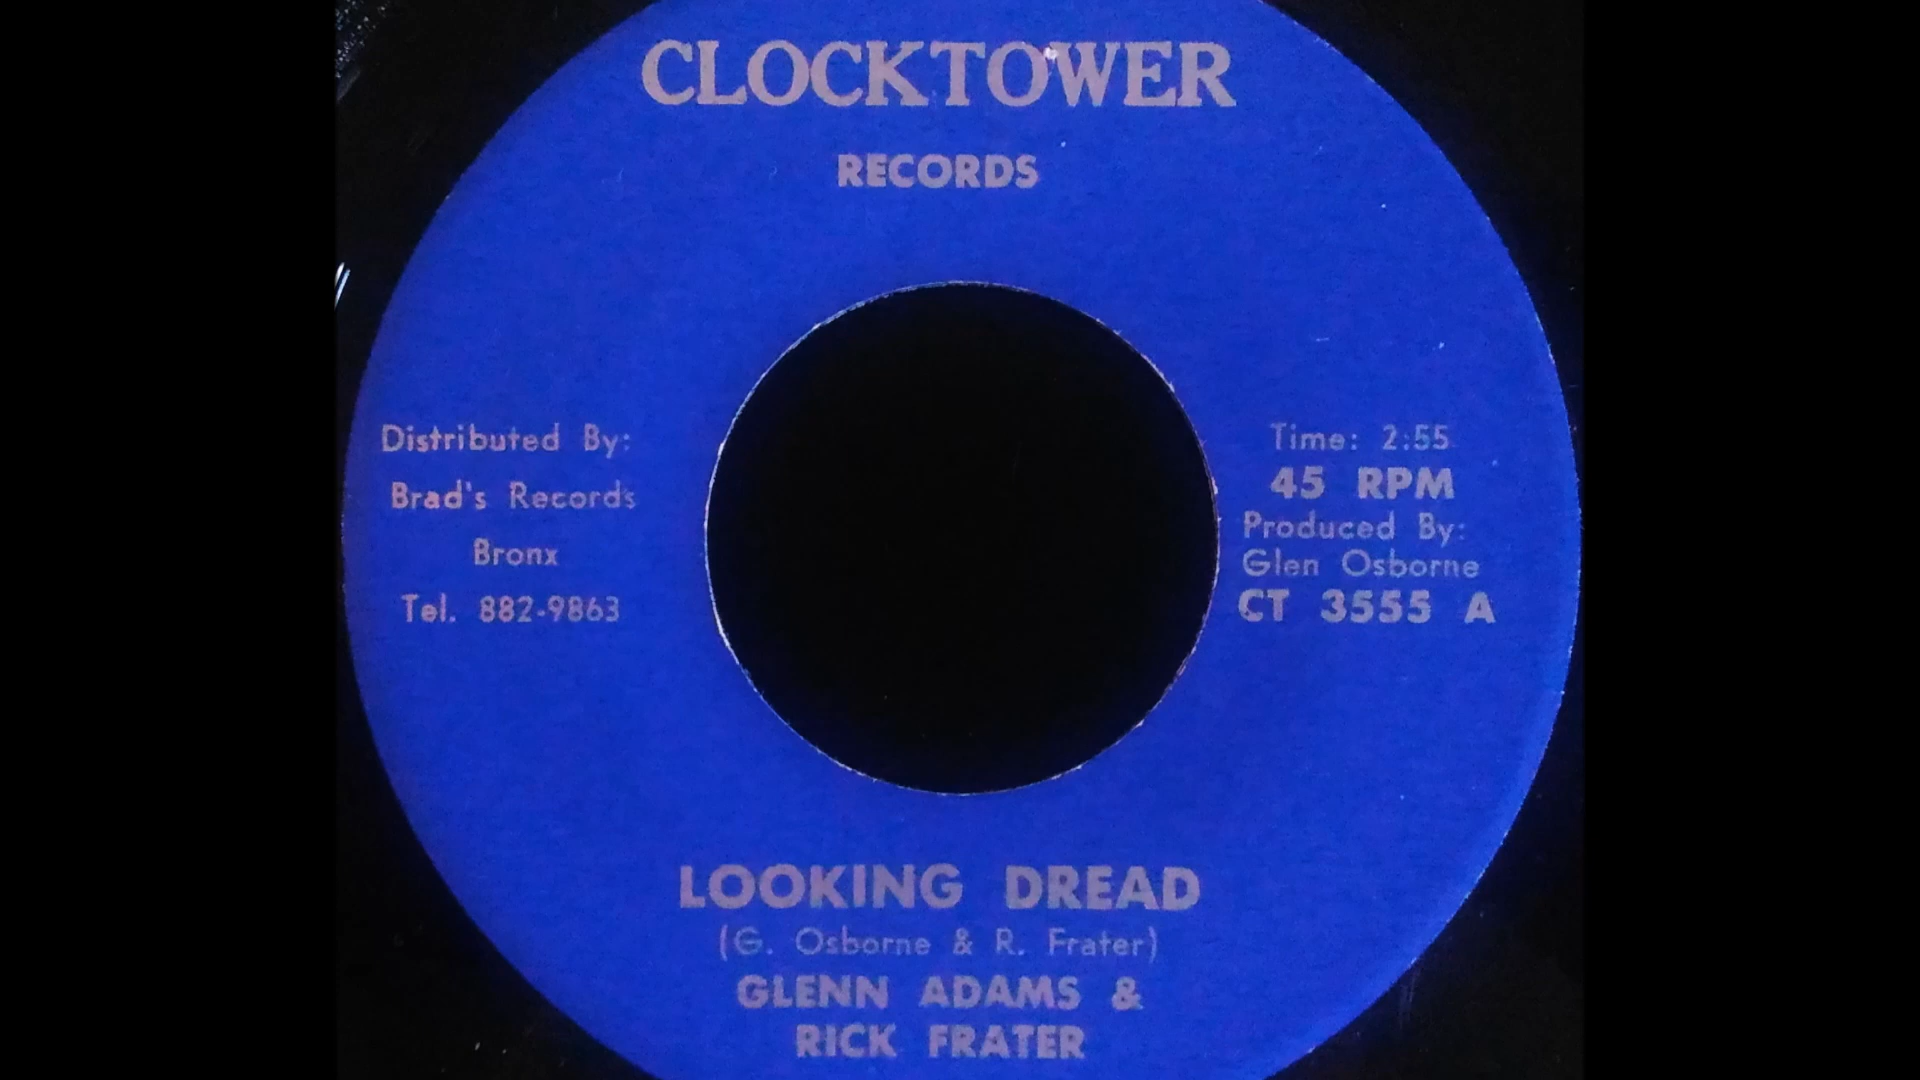 CLOCKTOWER
RECORDS
Distributed By:
Brad's Records
Bronx
Tel. 882-9863
Time: 2:55
45 RPM
Produced By:
Glen Osborne
CT 3555 A
LOOKING DREAD
(G. Osborne & R. Frater)
GLENN ADAMS &
RICK FRATER